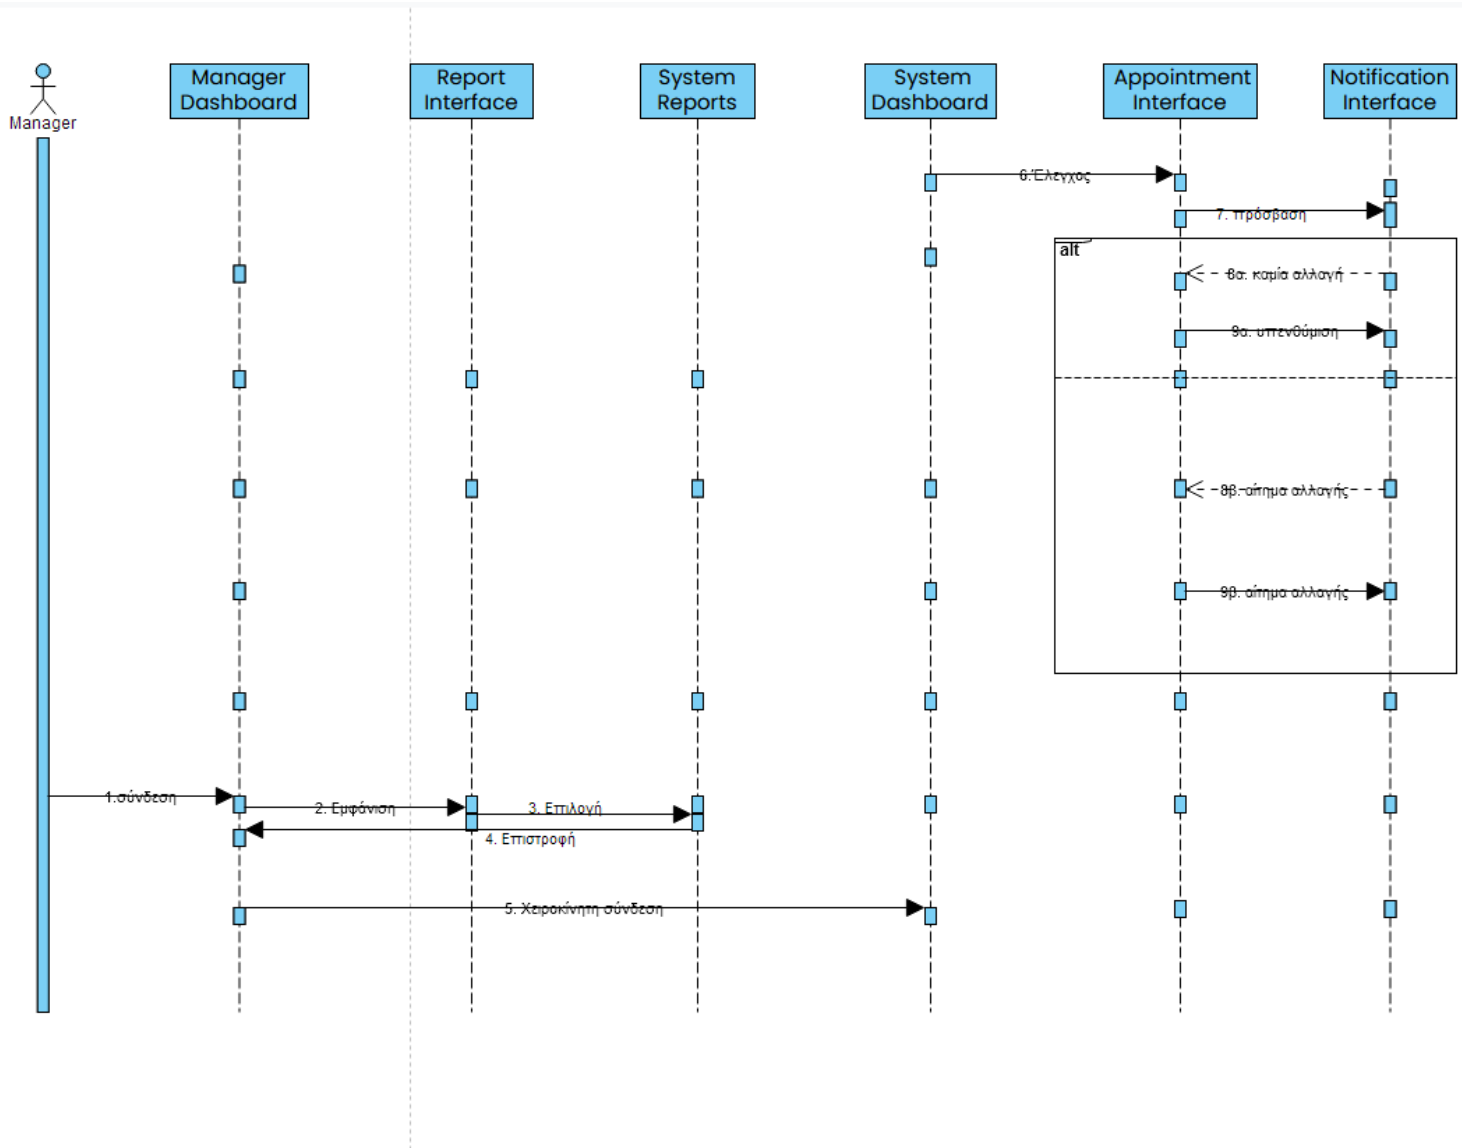 Manager
Manager
Dashboard
Report
Interface
System
Reports
System
Dashboard
Appointment
Interface
Notification
Interface
6.Έλεγχος
7. πρόσβαση
alt
8α. καμία αλλαγή
9α. υπενθύμιση
8β. αίτημα αλλαγής
9β. αίτημα αλλαγής
1.σύνδεση
2. Εμφάνιση
3. Επιλογή
4. Επιστροφή
5. Χειροκίνητη σύνδεση